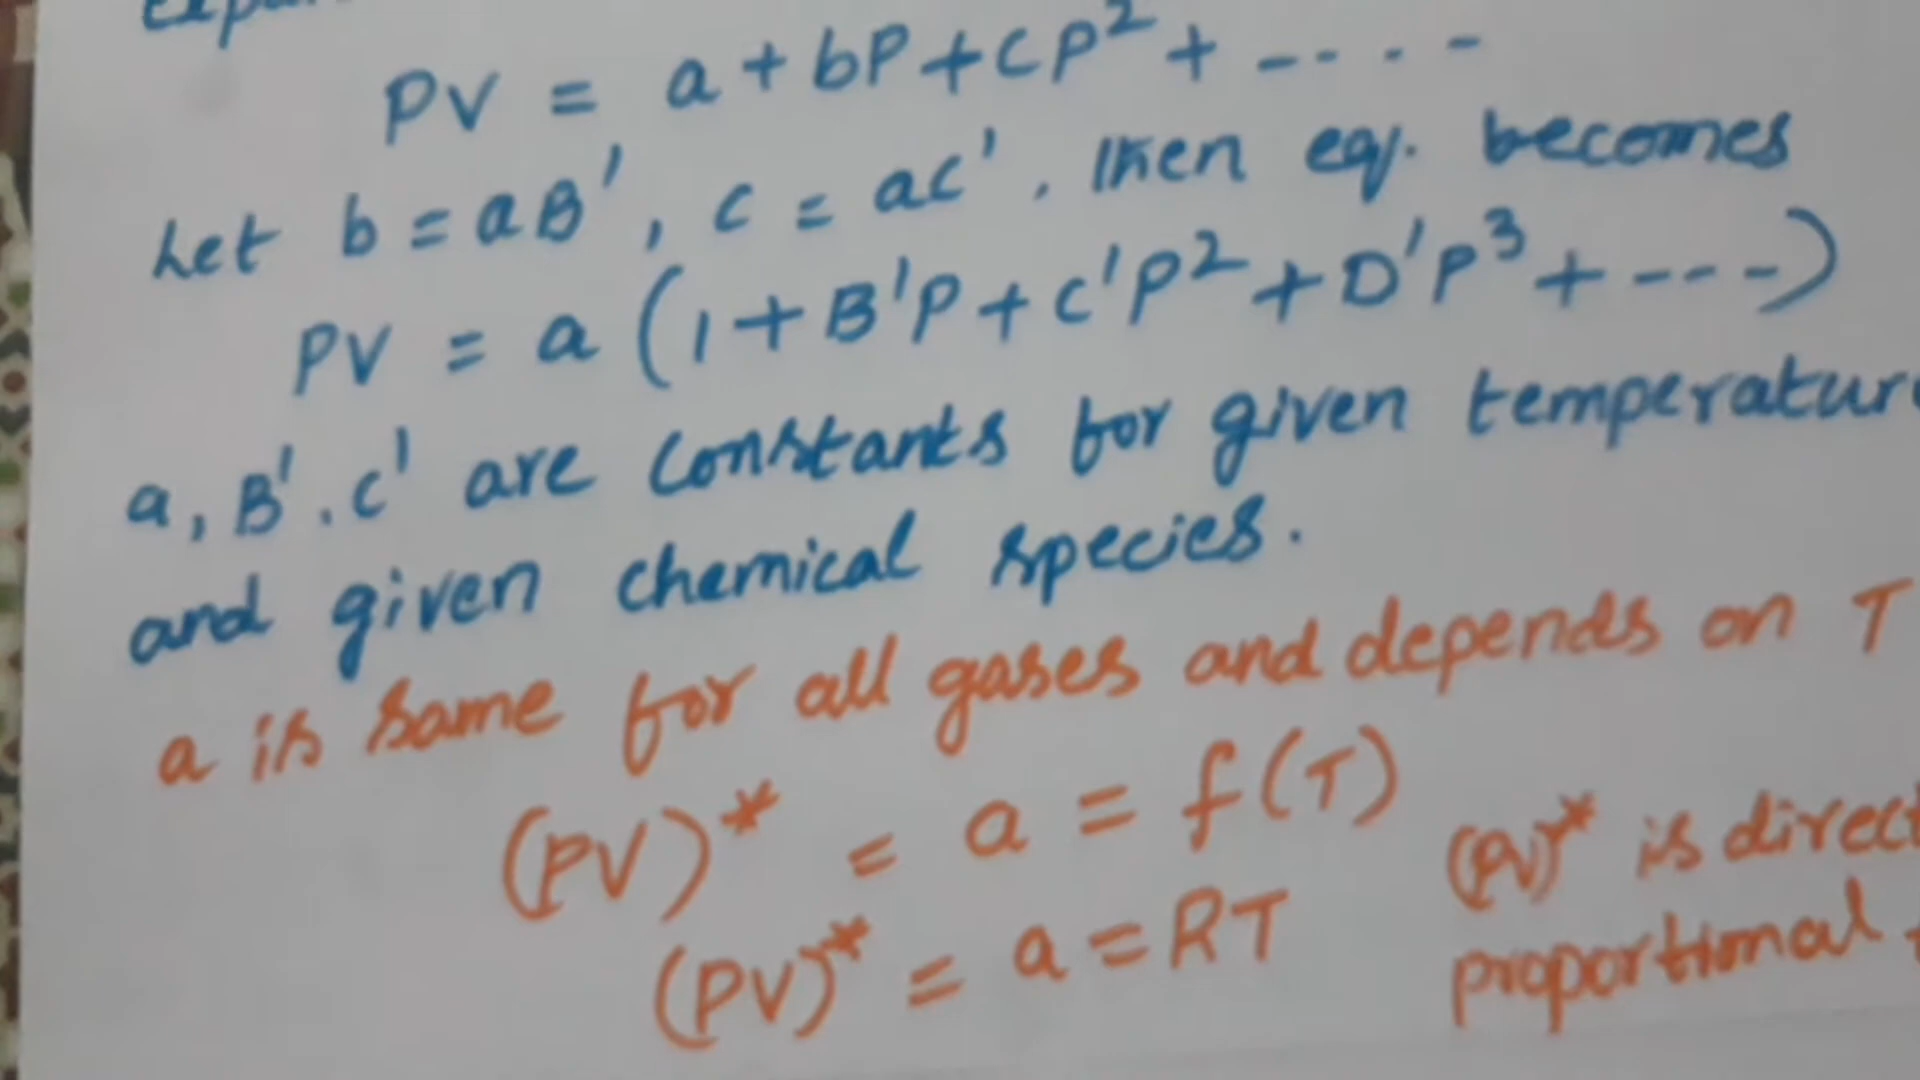 PV = a + bP + CP² + - - - - -
Let b = aB', c = ac'. then eq. becomes
PV = a (1 + B'P + c'P² + D'P³ + - - - -)
a, B'. c' are constants for given temperature
and given chemical species.
a is same for all gases and depends on T
(PV)* = a = f(T)
(PV)* is direct
(PV)* = a = RT
proportional